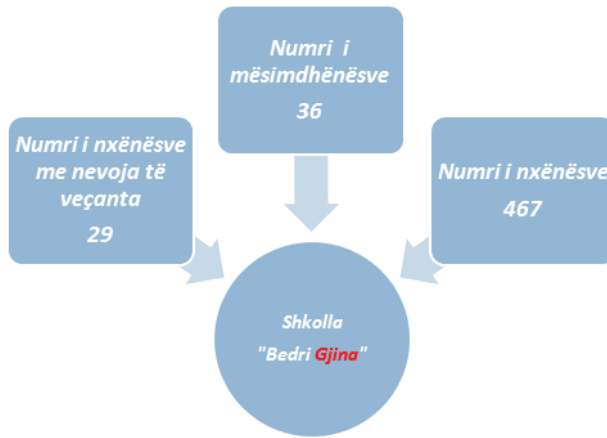 Numri i
mësimdhënësve
36
Numri i nxënësve
me nevoja të
veçanta
29
Numri i nxënësve
467
Shkolla
"Bedri Gjina"